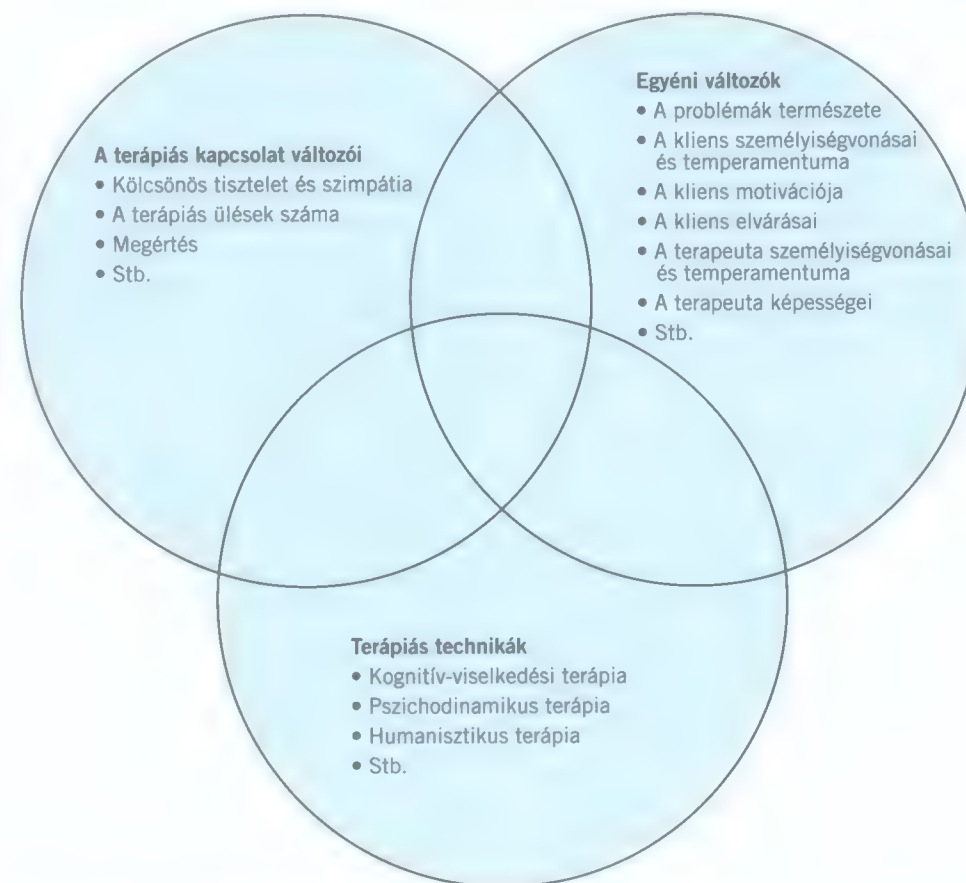 A terápiás kapcsolat változói
• Kölcsönös tisztelet és szimpátia
• A terápiás ülések száma
• Megértés
• Stb.
Egyéni változók
• A problémák természete
• A kliens személyiségvonásai
és temperamentuma
• A kliens motivációja
• A kliens elvárásai
• A terapeuta személyiségvonásai
és temperamentuma
• A terapeuta képességei
• Stb.
Terápiás technikák
• Kognitív-viselkedési terápia
• Pszichodinamikus terápia
• Humanisztikus terápia
• Stb.